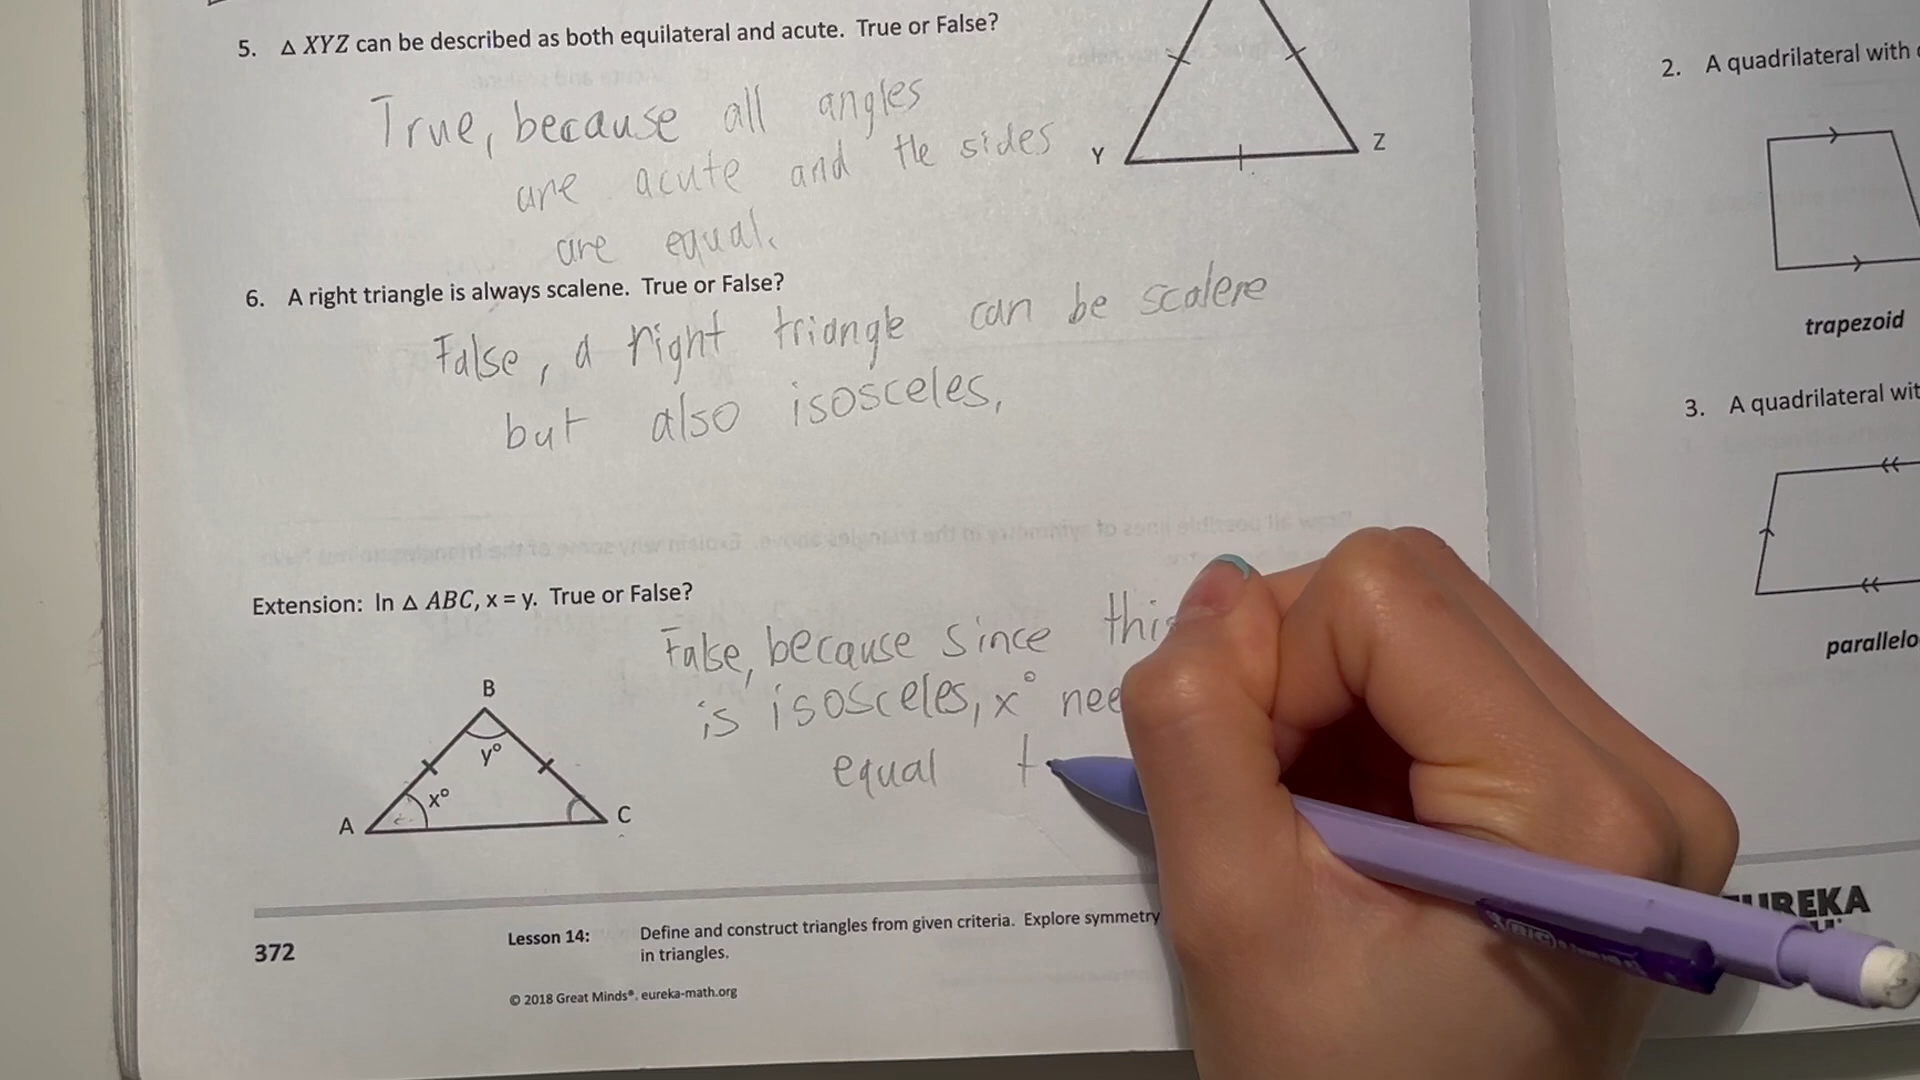 5. △ XYZ can be described as both equilateral and acute. True or False?
True, because all angles
are acute and the sides
are equal.
Y
Z
6. A right triangle is always scalene. True or False?
False, a right triangle can be scalene
but also isosceles.
Extension: In △ ABC, x = y. True or False?
False, because since this
is isosceles, x° nee
equal t
B
y°
x°
A
C
372
Lesson 14:
Define and construct triangles from given criteria. Explore symmetry
in triangles.
© 2018 Great Minds®. eureka-math.org
2. A quadrilateral with
trapezoid
3. A quadrilateral wit
parallelo
EUREKA
BIC